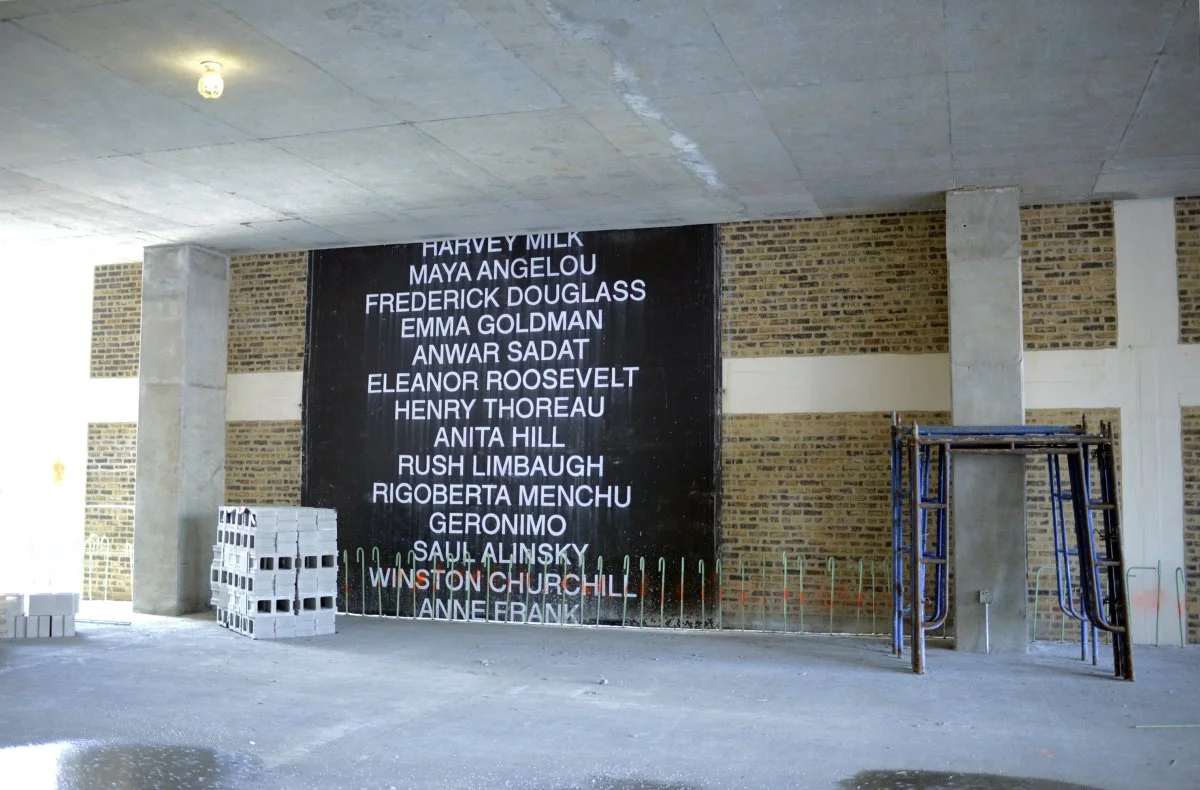 HARVEY MILK
MAYA ANGELOU
FREDERICK DOUGLASS
EMMA GOLDMAN
ANWAR SADAT
ELEANOR ROOSEVELT
HENRY THOREAU
ANITA HILL
RUSH LIMBAUGH
RIGOBERTA MENCHU
GERONIMO
SAUL ALINSKY
WINSTON CHURCHILL
ANNE FRANK